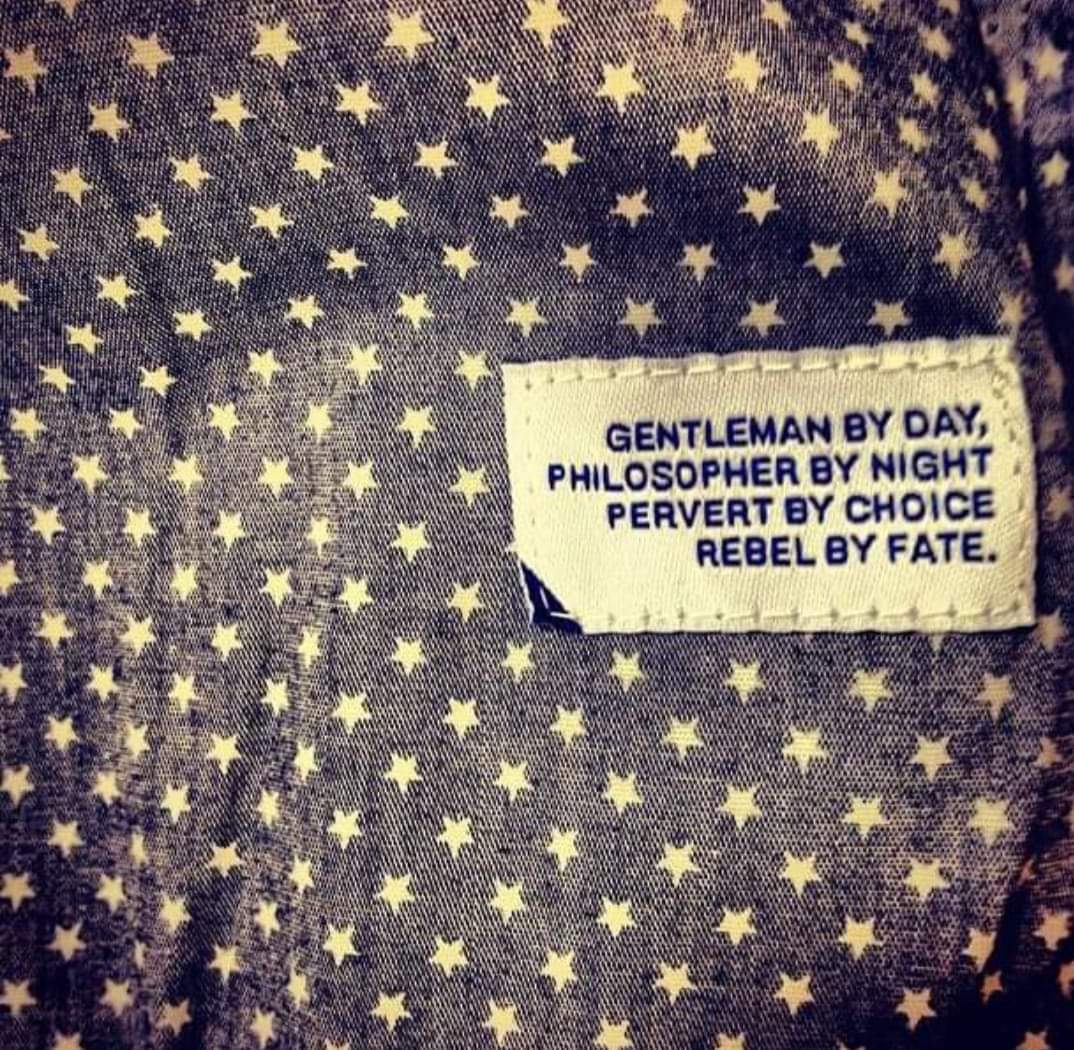 GENTLEMAN BY DAY,
PHILOSOPHER BY NIGHT
PERVERT BY CHOICE
REBEL BY FATE.